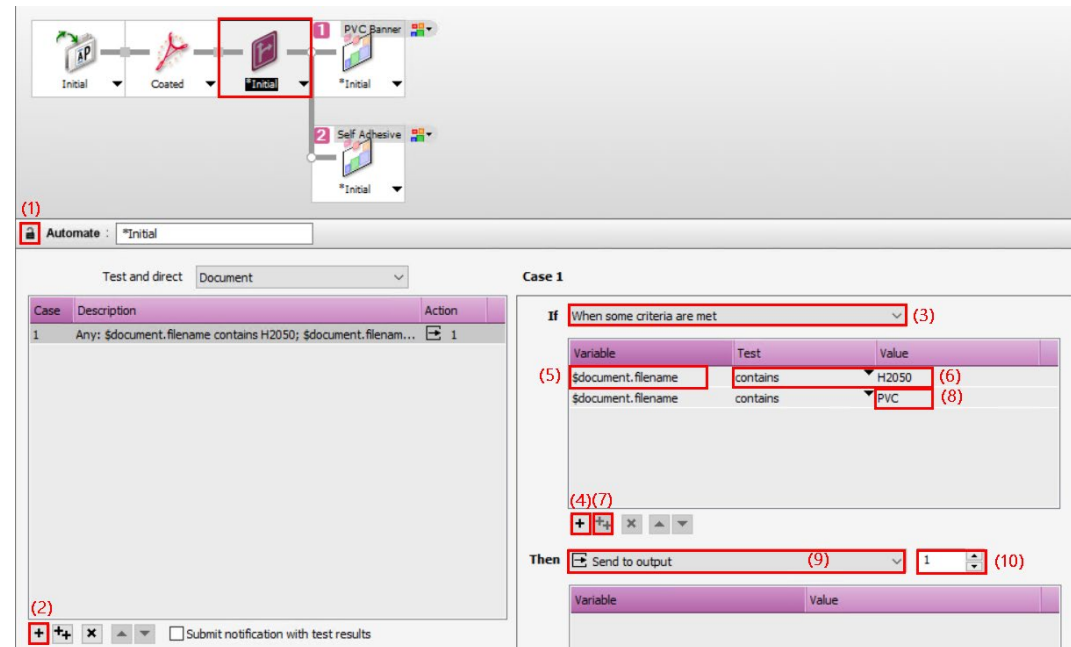 1 PVC Banner
Initial Coated *Initial *Initial
2 Self Adhesive
*Initial
(1)
Automate : *Initial
Test and direct Document
Case 1
Case Description Action
1 Any: $document.filename contains H2050; $document.filenam... 1
If When some criteria are met (3)
Variable Test Value
(5) $document.filename contains H2050 (6)
$document.filename contains PVC (8)
(4)(7)
Then Send to output (9) 1 (10)
Variable Value
(2)
Submit notification with test results